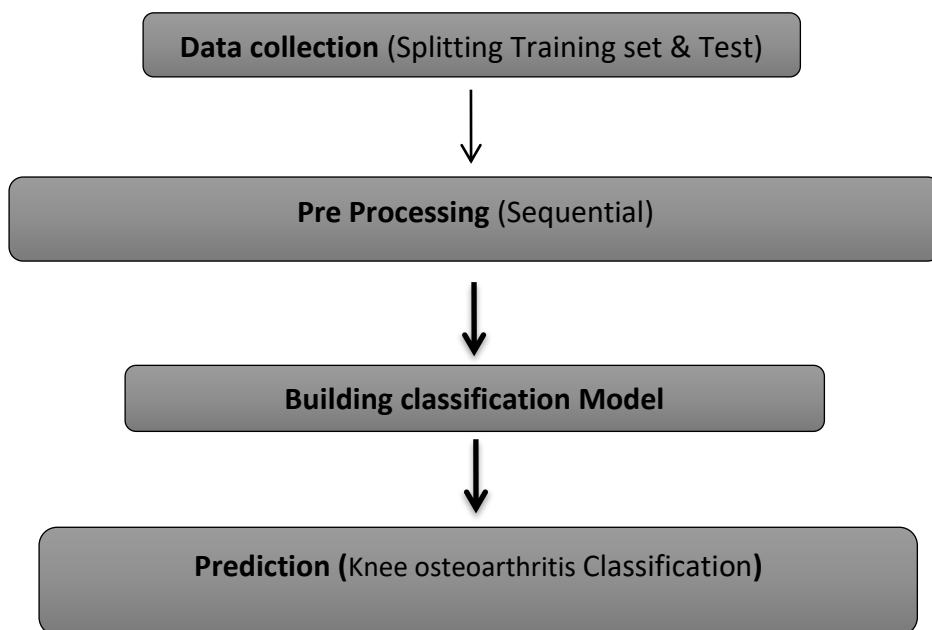 Data collection (Splitting Training set & Test)
Pre Processing (Sequential)
Building classification Model
Prediction (Knee osteoarthritis Classification)